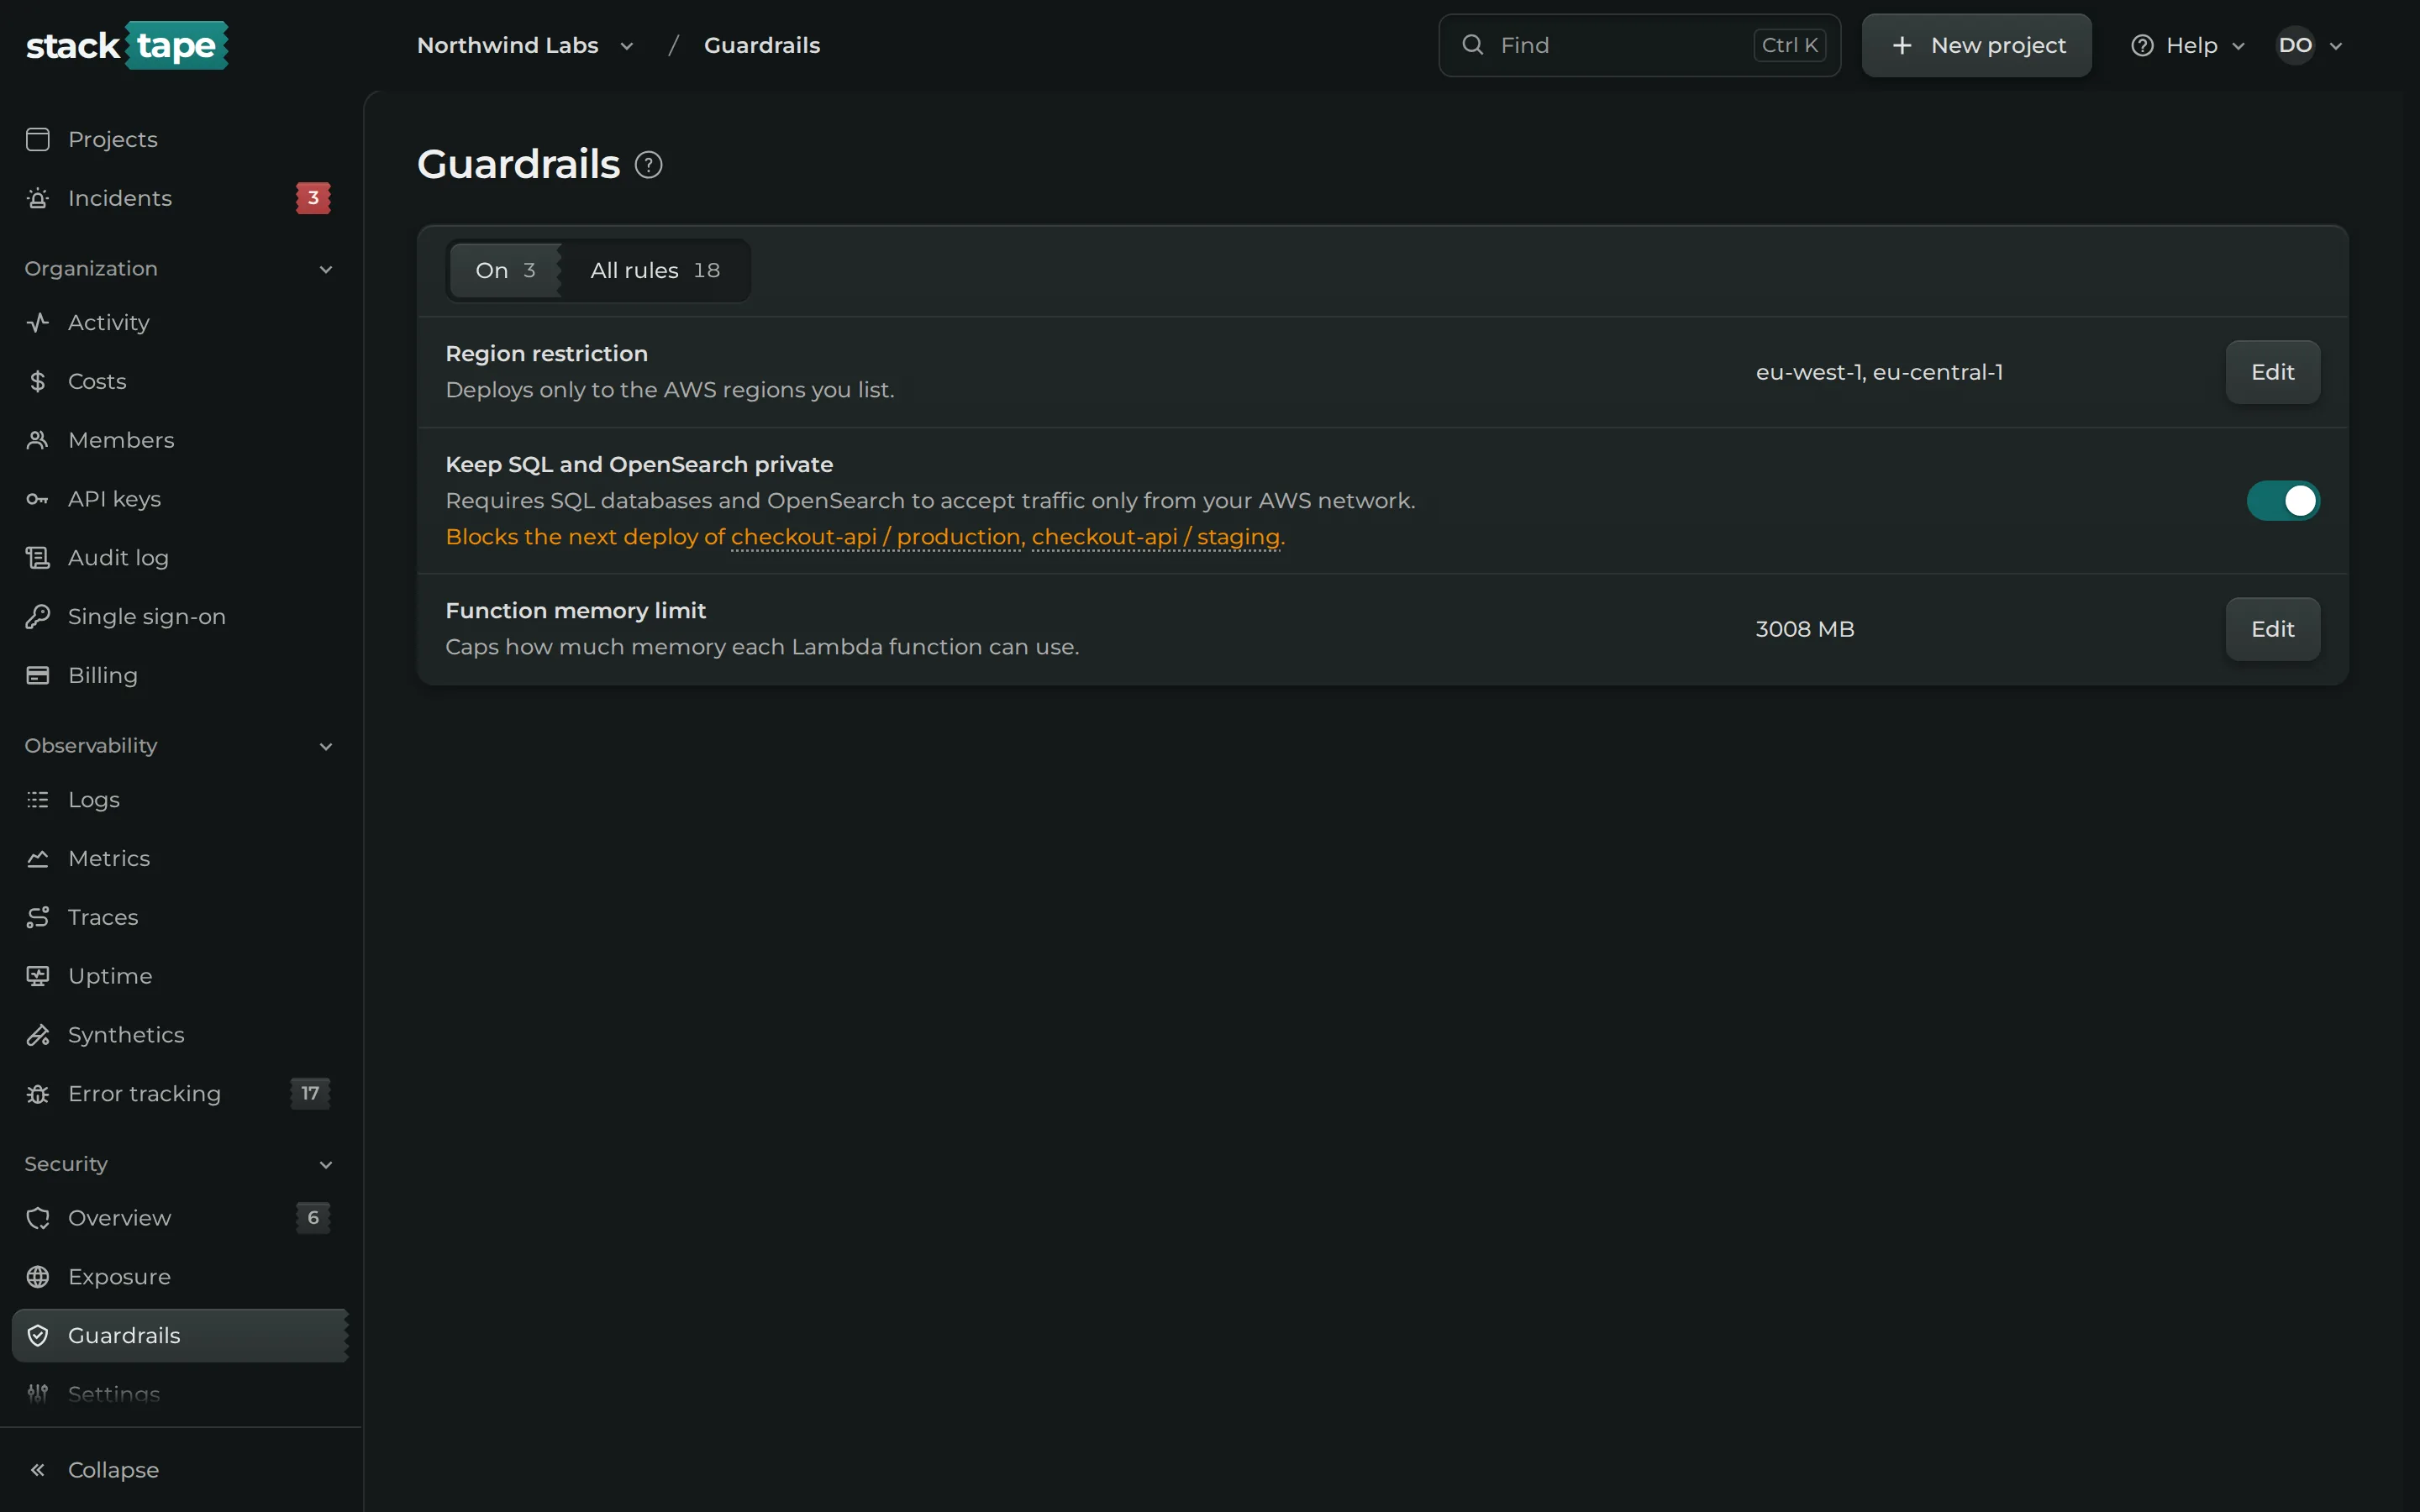 stack tape
Northwind Labs / Guardrails
Find Ctrl K
New project
Help
DO
Projects
Incidents 3
Organization
Activity
Costs
Members
API keys
Audit log
Single sign-on
Billing
Observability
Logs
Metrics
Traces
Uptime
Synthetics
Error tracking 17
Security
Overview 6
Exposure
Guardrails
Settings
Collapse
Guardrails ?
On 3 All rules 18
Region restriction
Deploys only to the AWS regions you list.
eu-west-1, eu-central-1
Edit
Keep SQL and OpenSearch private
Requires SQL databases and OpenSearch to accept traffic only from your AWS network.
Blocks the next deploy of checkout-api / production, checkout-api / staging.
Function memory limit
Caps how much memory each Lambda function can use.
3008 MB
Edit